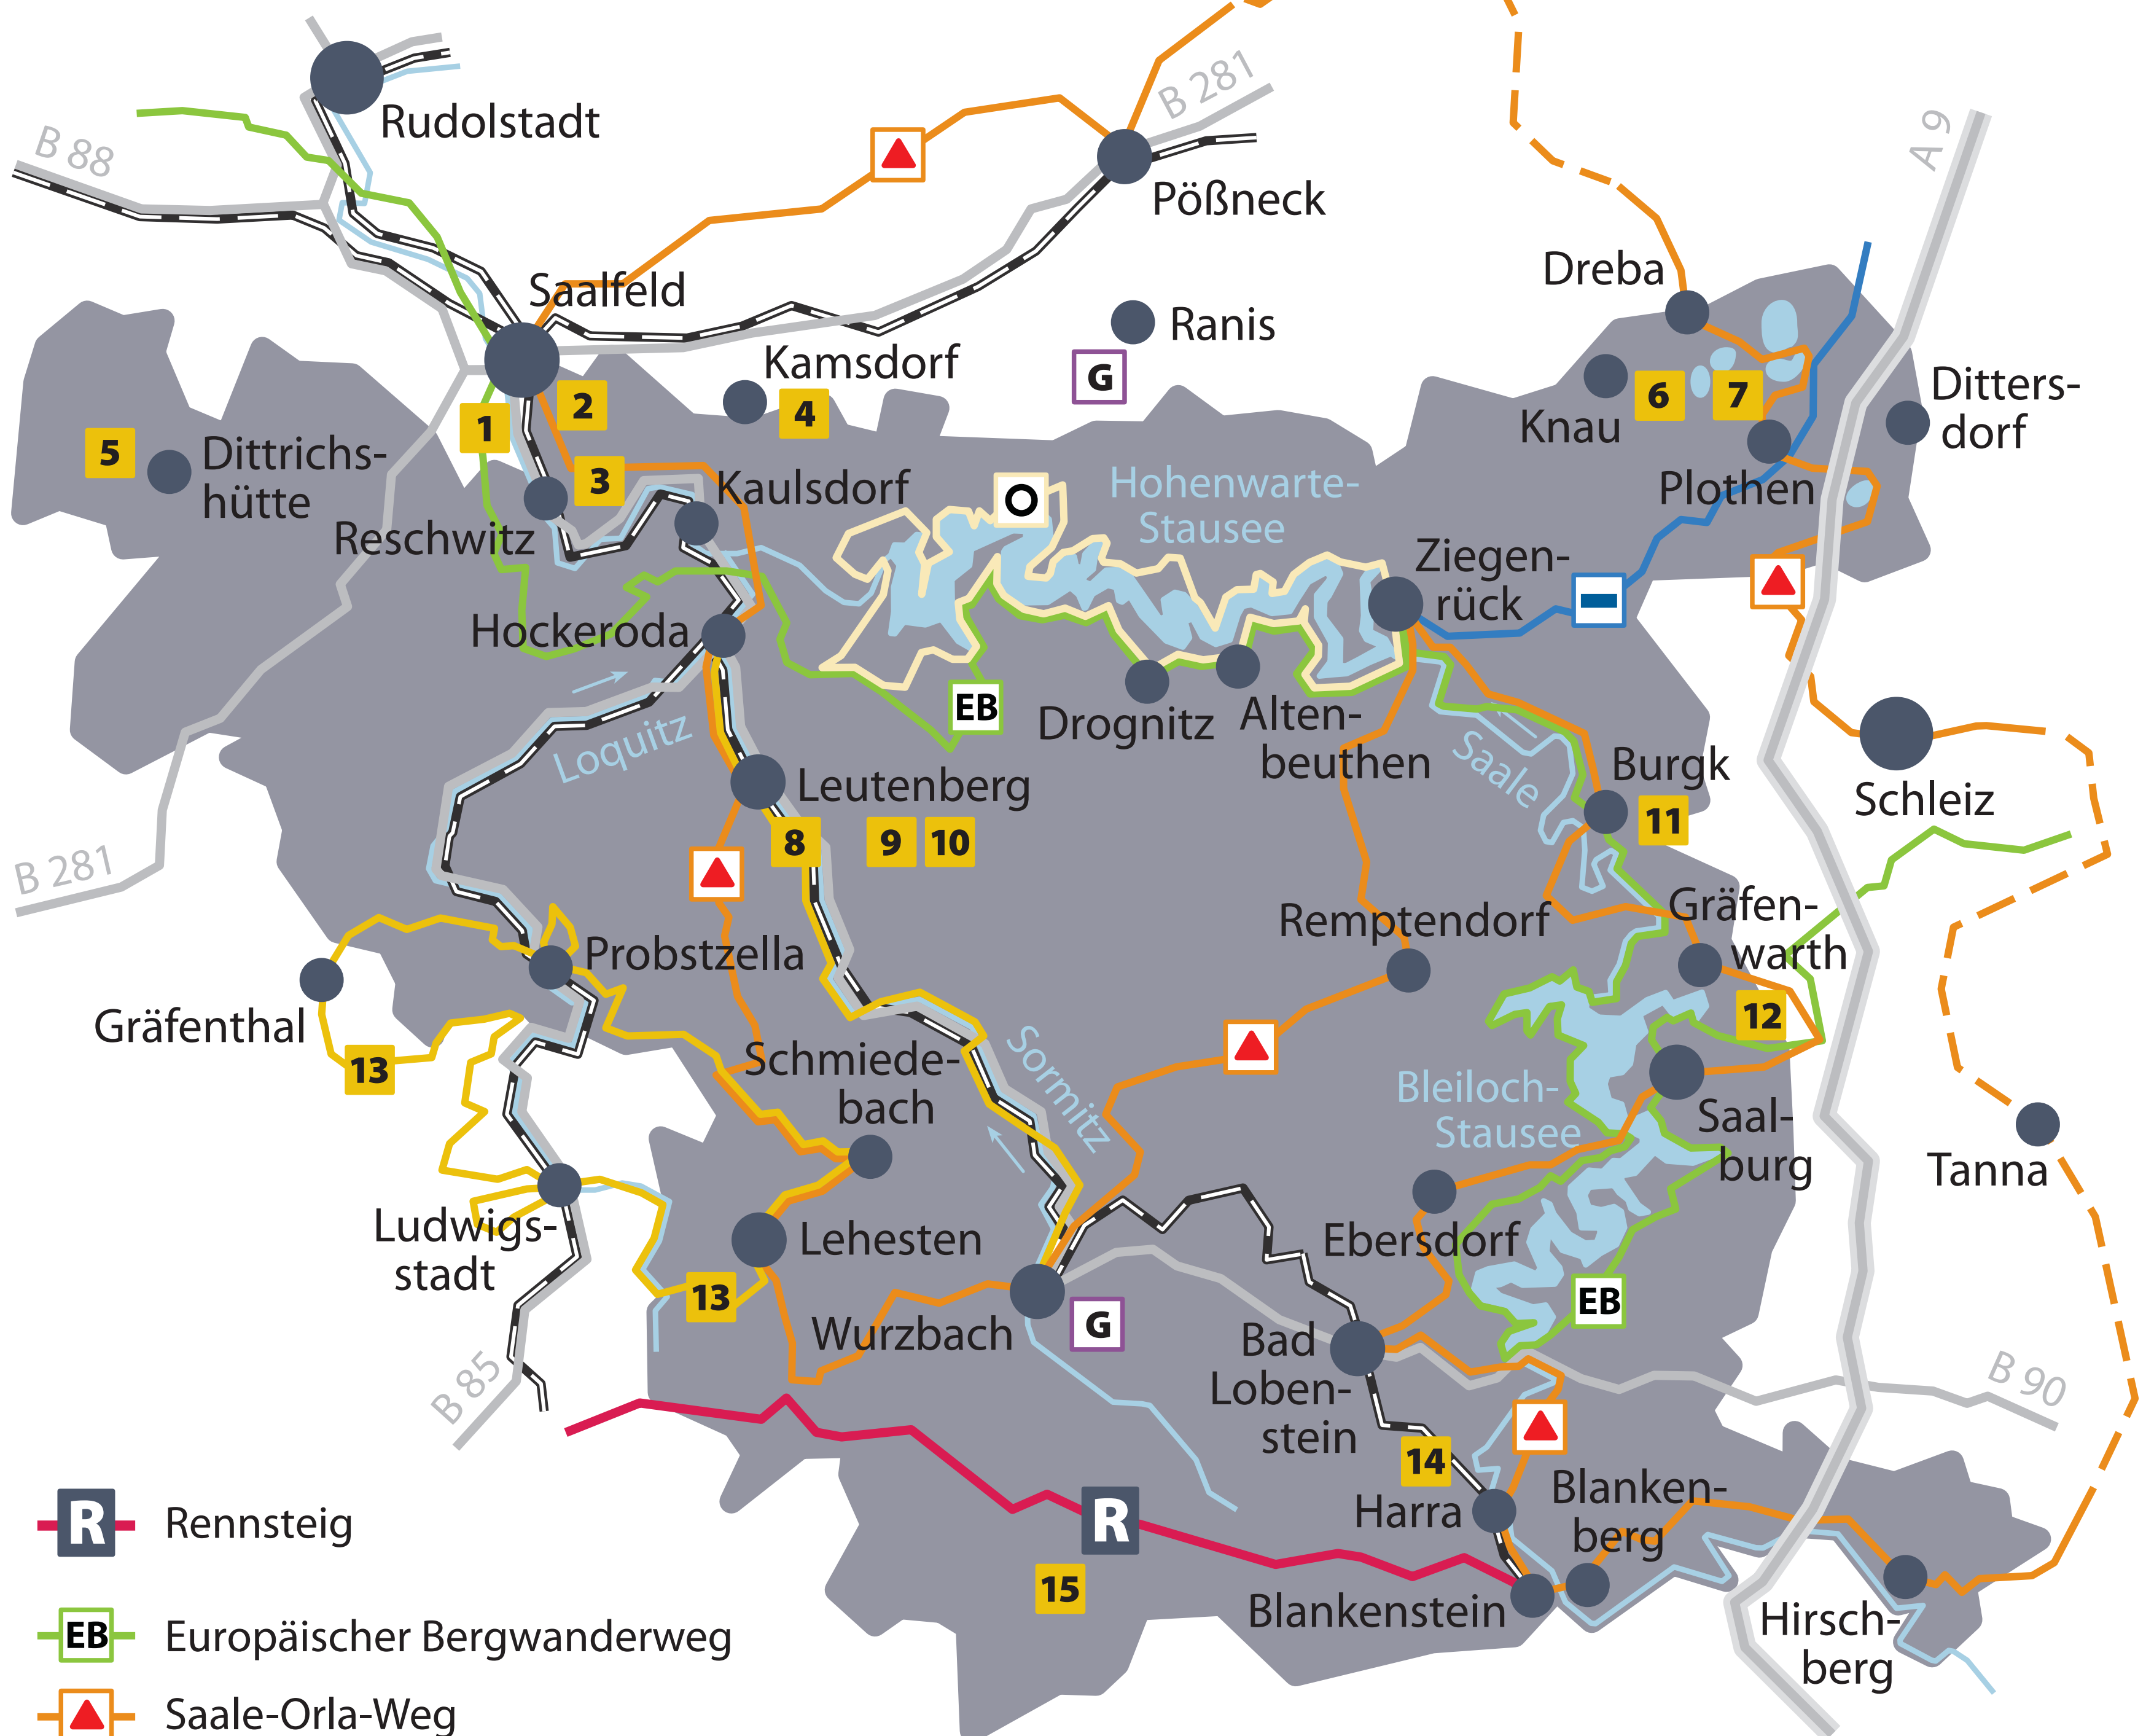 Rudolstadt
B 281
A 9
B 88
Pößneck
Dreba
Saalfeld
Ranis
Kamsdorf
G
Ditters-
dorf
6
7
2
4
1
Knau
5
Dittrichs-
hütte
3
Kaulsdorf
Hohenwarte-
Stausee
Plothen
Reschwitz
Ziegen-
rück
Hockeroda
EB
Drognitz
Alten-
beuthen
Loquitz
Saale
Burgk
Leutenberg
Schleiz
11
8
9
10
B 281
Remptendorf
Gräfen-
warth
Probstzella
Gräfenthal
12
13
Schmiede-
bach
Sormitz
Bleiloch-
Stausee
Saal-
burg
Tanna
Ludwigs-
stadt
Lehesten
Ebersdorf
13
EB
Wurzbach
G
Bad
Loben-
stein
B 85
B 90
14
Blanken-
berg
Harra
R
15
Blankenstein
Hirsch-
berg
R
Rennsteig
EB
Europäischer Bergwanderweg
Saale-Orla-Weg